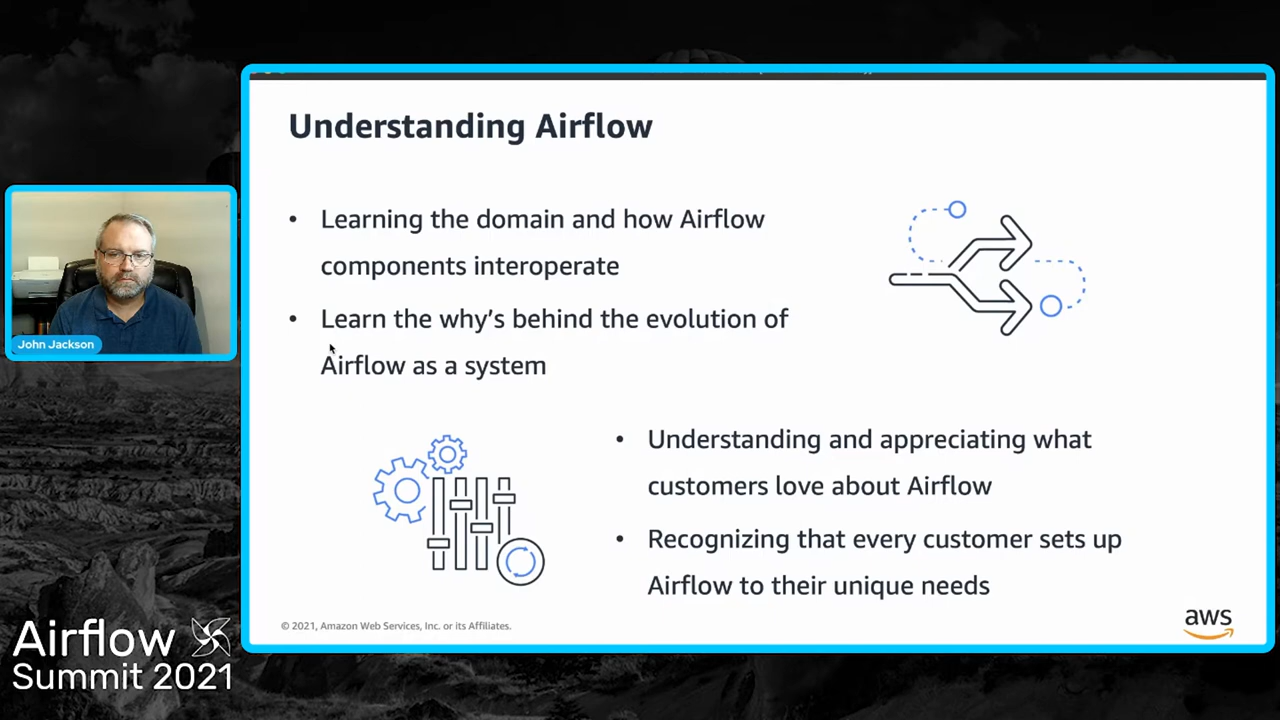 Understanding Airflow
• Learning the domain and how Airflow
components interoperate
• Learn the why's behind the evolution of
Airflow as a system
• Understanding and appreciating what
customers love about Airflow
• Recognizing that every customer sets up
Airflow to their unique needs
© 2021, Amazon Web Services, Inc. or its Affiliates.
aws
John Jackson
Airflow
Summit 2021